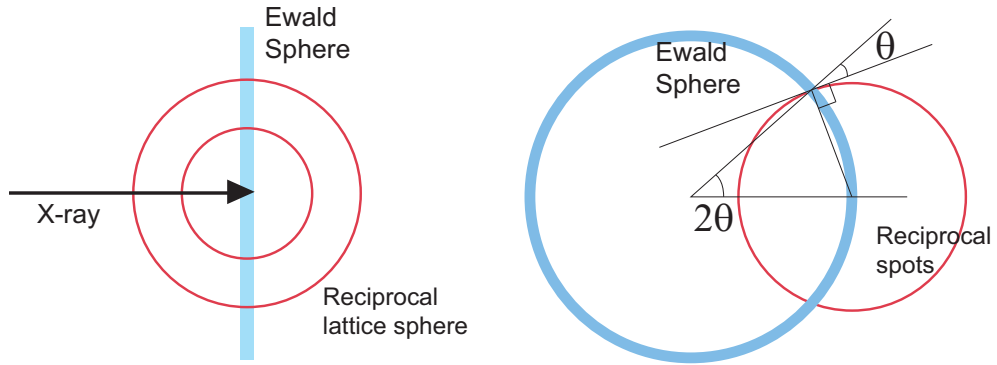 Ewald
Sphere
X-ray
Reciprocal
lattice sphere
Ewald
Sphere
θ
2θ
Reciprocal
spots